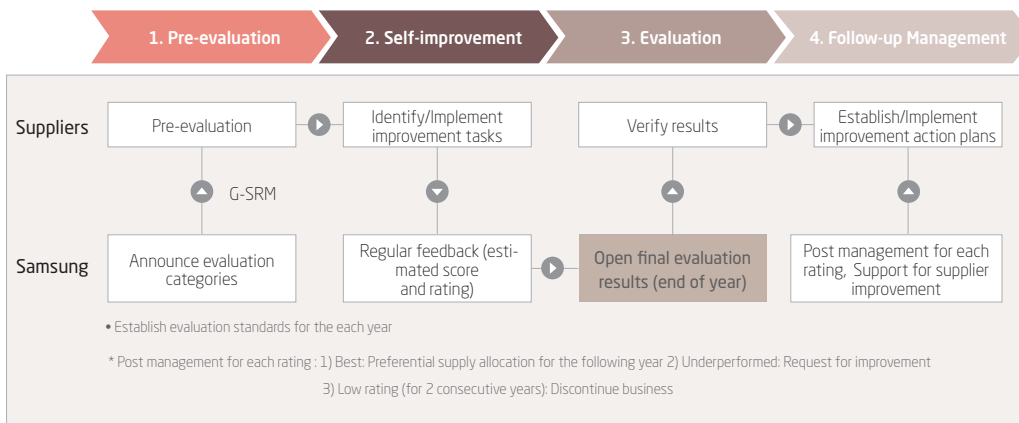 1. Pre-evaluation
2. Self-improvement
3. Evaluation
4. Follow-up Management
Suppliers
Pre-evaluation
Identify/Implement
improvement tasks
Verify results
Establish/Implement
improvement action plans
G-SRM
Samsung
Announce evaluation
categories
Regular feedback (esti-
mated score
and rating)
Open final evaluation
results (end of year)
Post management for each
rating, Support for supplier
improvement
• Establish evaluation standards for the each year
* Post management for each rating : 1) Best: Preferential supply allocation for the following year 2) Underperformed: Request for improvement
3) Low rating (for 2 consecutive years): Discontinue business